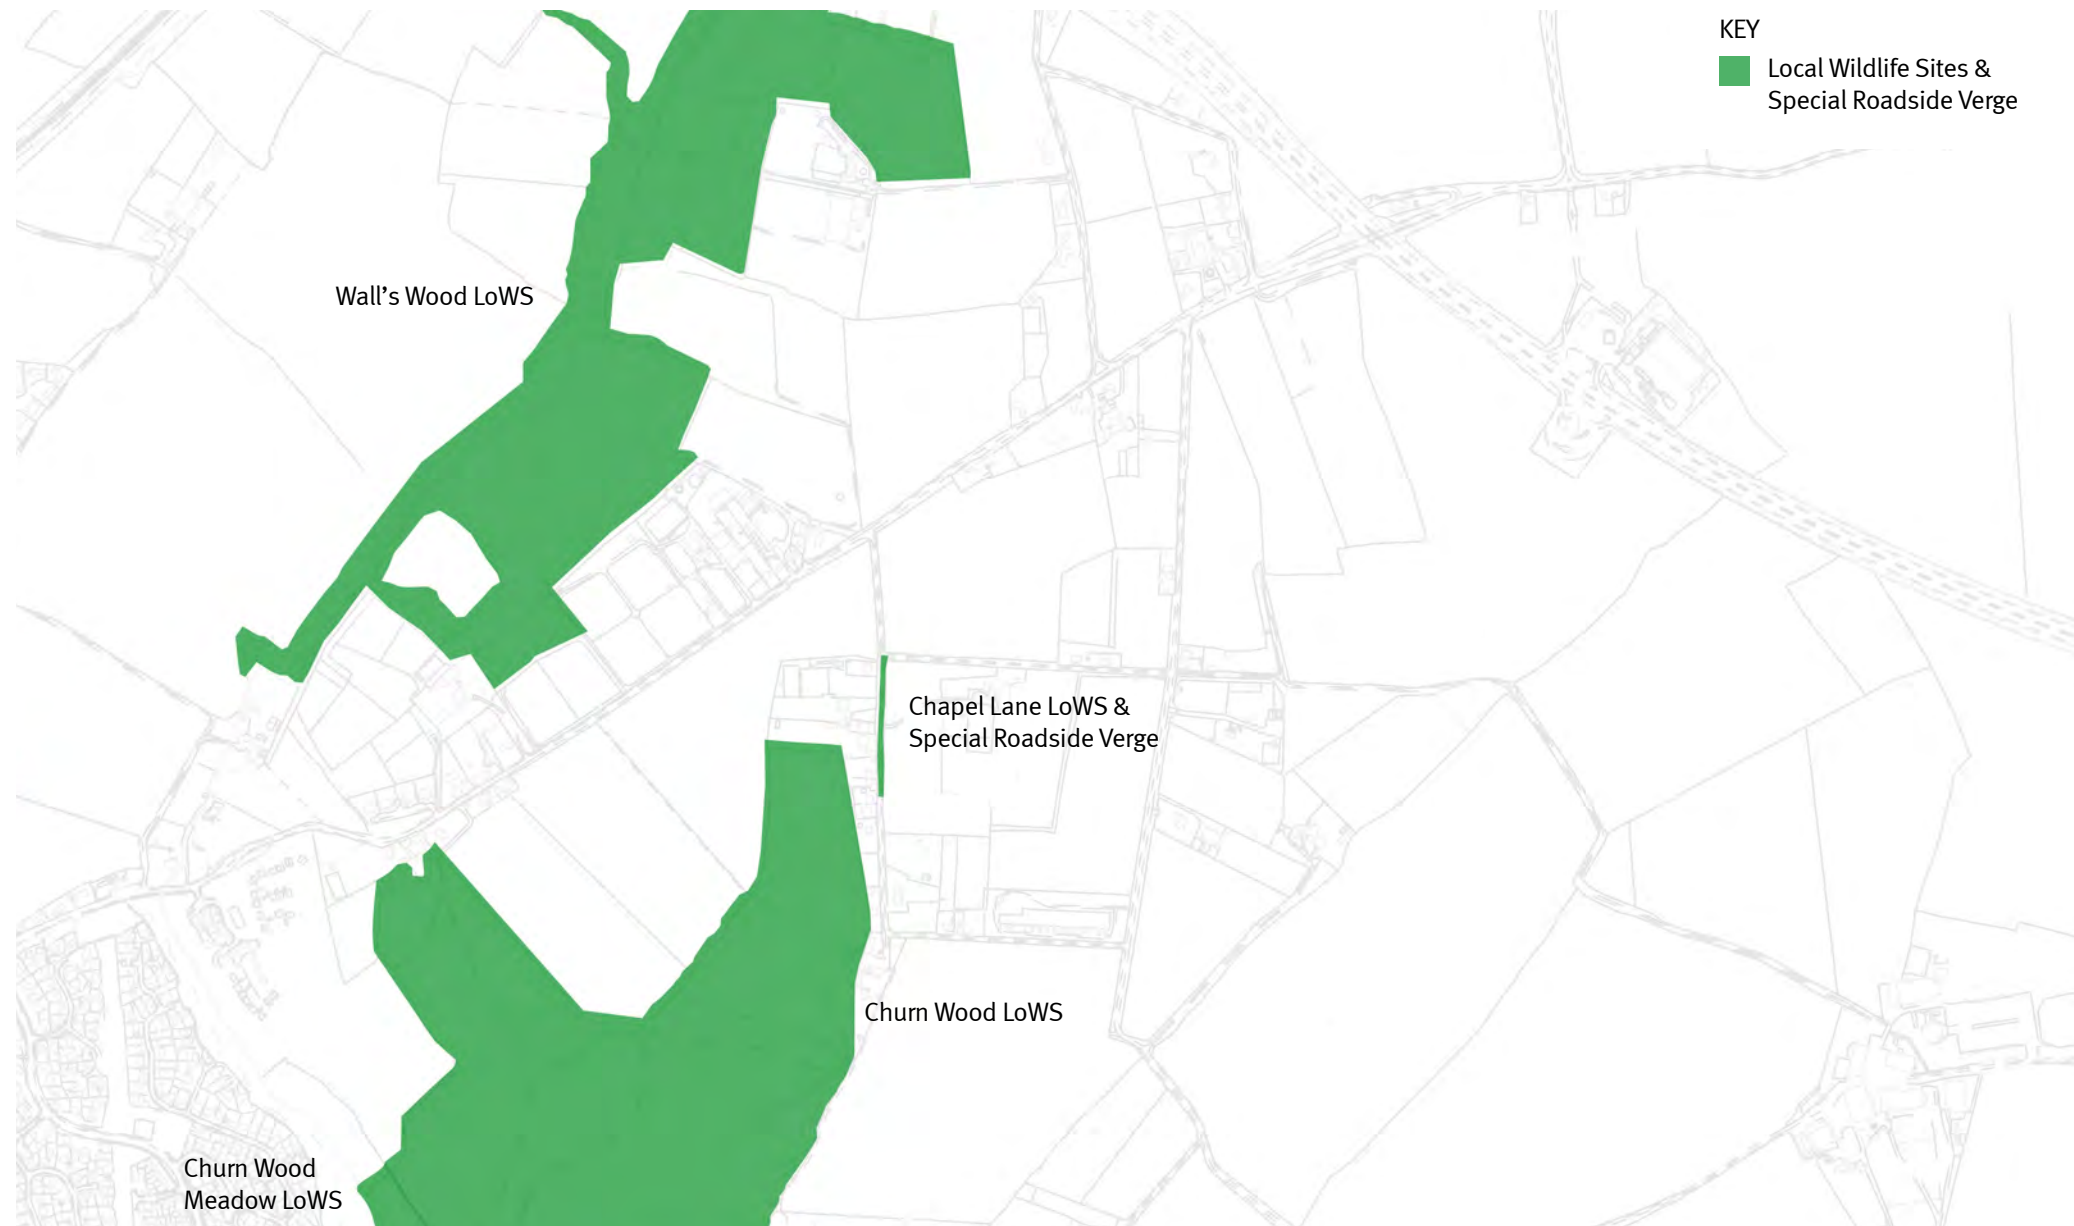 KEY
Local Wildlife Sites &
Special Roadside Verge
Wall’s Wood LoWS
Chapel Lane LoWS &
Special Roadside Verge
Churn Wood LoWS
Churn Wood
Meadow LoWS